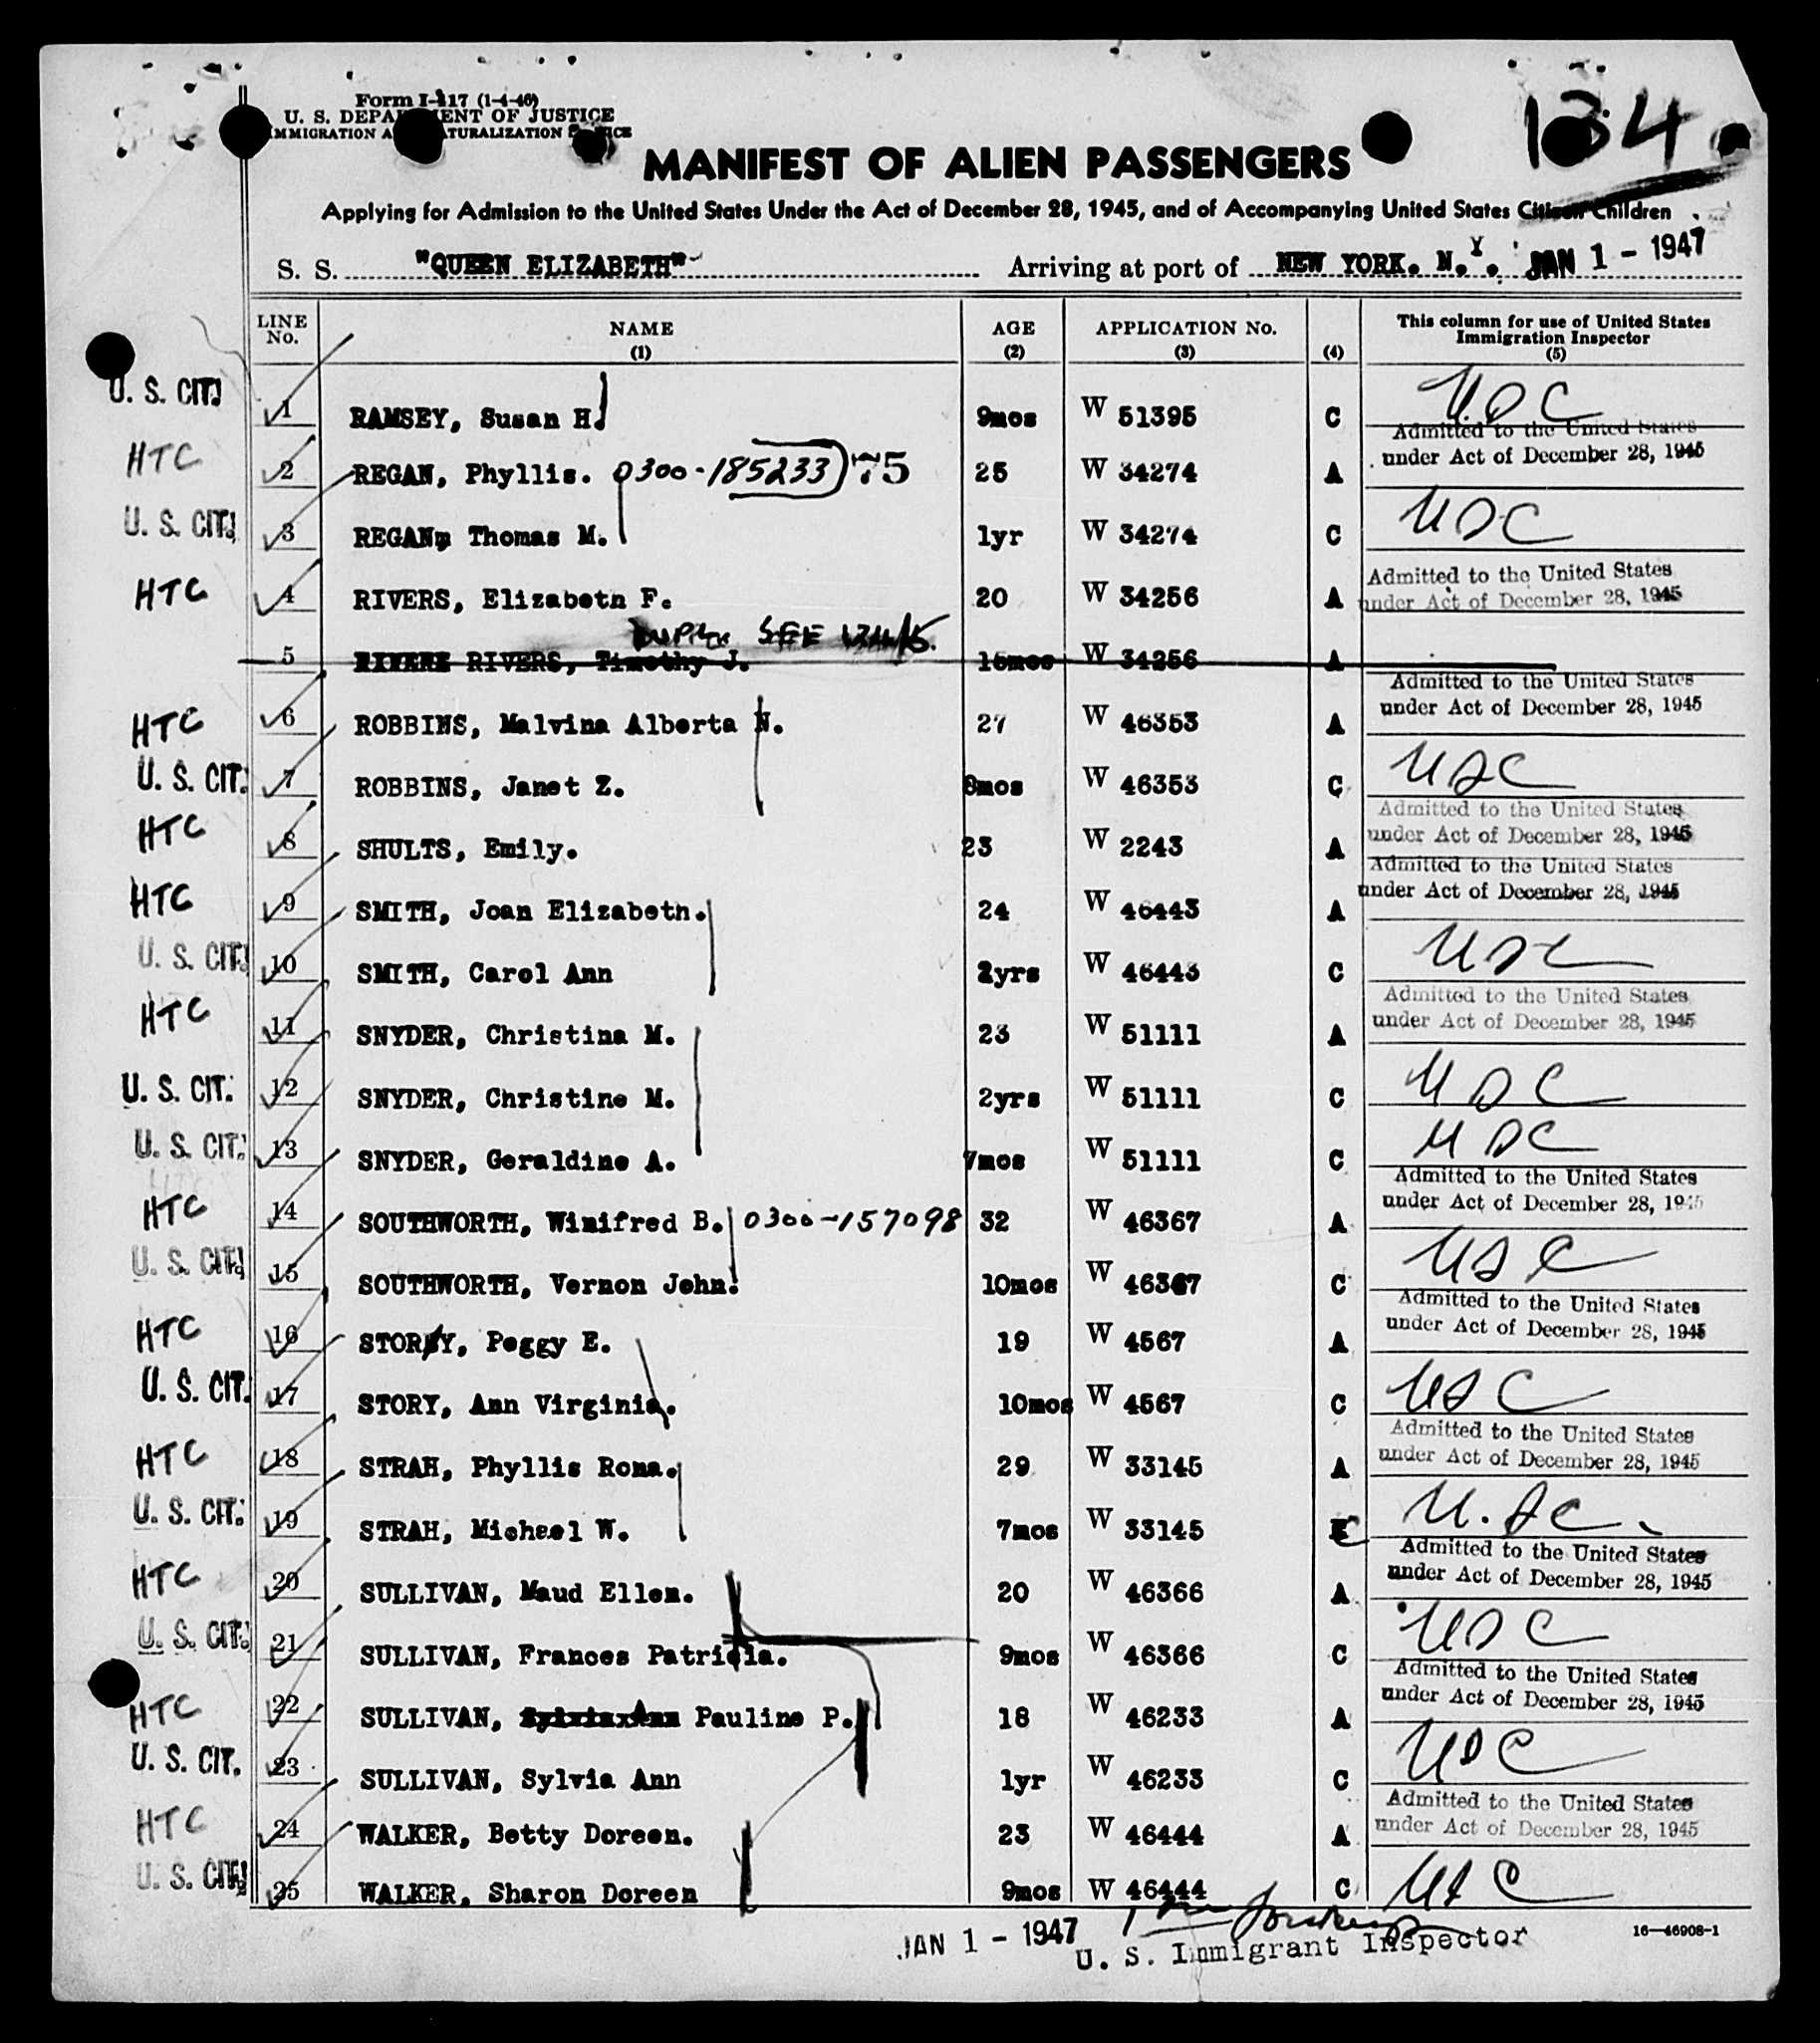 134
Form I-417 (1-4-46)
U. S. DEPARTMENT OF JUSTICE
IMMIGRATION AND NATURALIZATION SERVICE
MANIFEST OF ALIEN PASSENGERS
Applying for Admission to the United States Under the Act of December 28, 1945, and of Accompanying United States Citizen Children
S. S. "QUEEN ELIZABETH" Arriving at port of NEW YORK. N.Y. JAN 1 - 1947
LINE No. NAME (1) AGE (2) APPLICATION No. (3) (4) This column for use of United States Immigration Inspector (5)
U. S. CIT. 1 RAMSEY, Susan H. 9mos W 51395 C USC
HTC 2 REGAN, Phyllis. 0300-185233) 75 25 W 34274 A Admitted to the United States under Act of December 28, 1945
U. S. CIT. 3 REGAN, Thomas M. 1yr W 34274 C USC
HTC 4 RIVERS, Elizabeth F. 20 W 34256 A Admitted to the United States under Act of December 28, 1945
SEE
5 RIVERS, Timothy J. W 34256 A
HTC 6 ROBBINS, Malvina Alberta N. 27 W 46353 A Admitted to the United States under Act of December 28, 1945
U. S. CIT. 7 ROBBINS, Janet Z. 8mos W 46353 C USC
HTC 8 SHULTS, Emily. 23 W 2243 A Admitted to the United States under Act of December 28, 1945
HTC 9 SMITH, Joan Elizabeth. 24 W 46443 A Admitted to the United States under Act of December 28, 1945
U. S. CIT. 10 SMITH, Carol Ann 2yrs W 46443 C USC
HTC 11 SNYDER, Christina M. 23 W 51111 A Admitted to the United States under Act of December 28, 1945
U. S. CIT. 12 SNYDER, Christine M. 2yrs W 51111 C USC
U. S. CIT. 13 SNYDER, Geraldine A. 7mos W 51111 C USC
HTC 14 SOUTHWORTH, Winifred B. 0300-157098 32 W 46367 A Admitted to the United States under Act of December 28, 1945
U. S. CIT. 15 SOUTHWORTH, Vernon John. 10mos W 46367 C USC
HTC 16 STORY, Peggy E. 19 W 4567 A Admitted to the United States under Act of December 28, 1945
U. S. CIT. 17 STORY, Ann Virginia. 10mos W 4567 C USC
HTC 18 STRAH, Phyllis Rona. 29 W 33145 A Admitted to the United States under Act of December 28, 1945
U. S. CIT. 19 STRAH, Michael W. 7mos W 33145 C U.SC.
HTC 20 SULLIVAN, Maud Ellen. 20 W 46366 A Admitted to the United States under Act of December 28, 1945
U. S. CIT. 21 SULLIVAN, Frances Patricia. 9mos W 46366 C USC
HTC 22 SULLIVAN, Pauline P. 18 W 46233 A Admitted to the United States under Act of December 28, 1945
U. S. CIT. 23 SULLIVAN, Sylvia Ann 1yr W 46233 C USC
HTC 24 WALKER, Betty Doreen. 23 W 46444 A Admitted to the United States under Act of December 28, 1945
U. S. CIT. 25 WALKER, Sharon Doreen 9mos W 46444 C USC
JAN 1 - 1947 U. S. Immigrant Inspector 16—46908-1